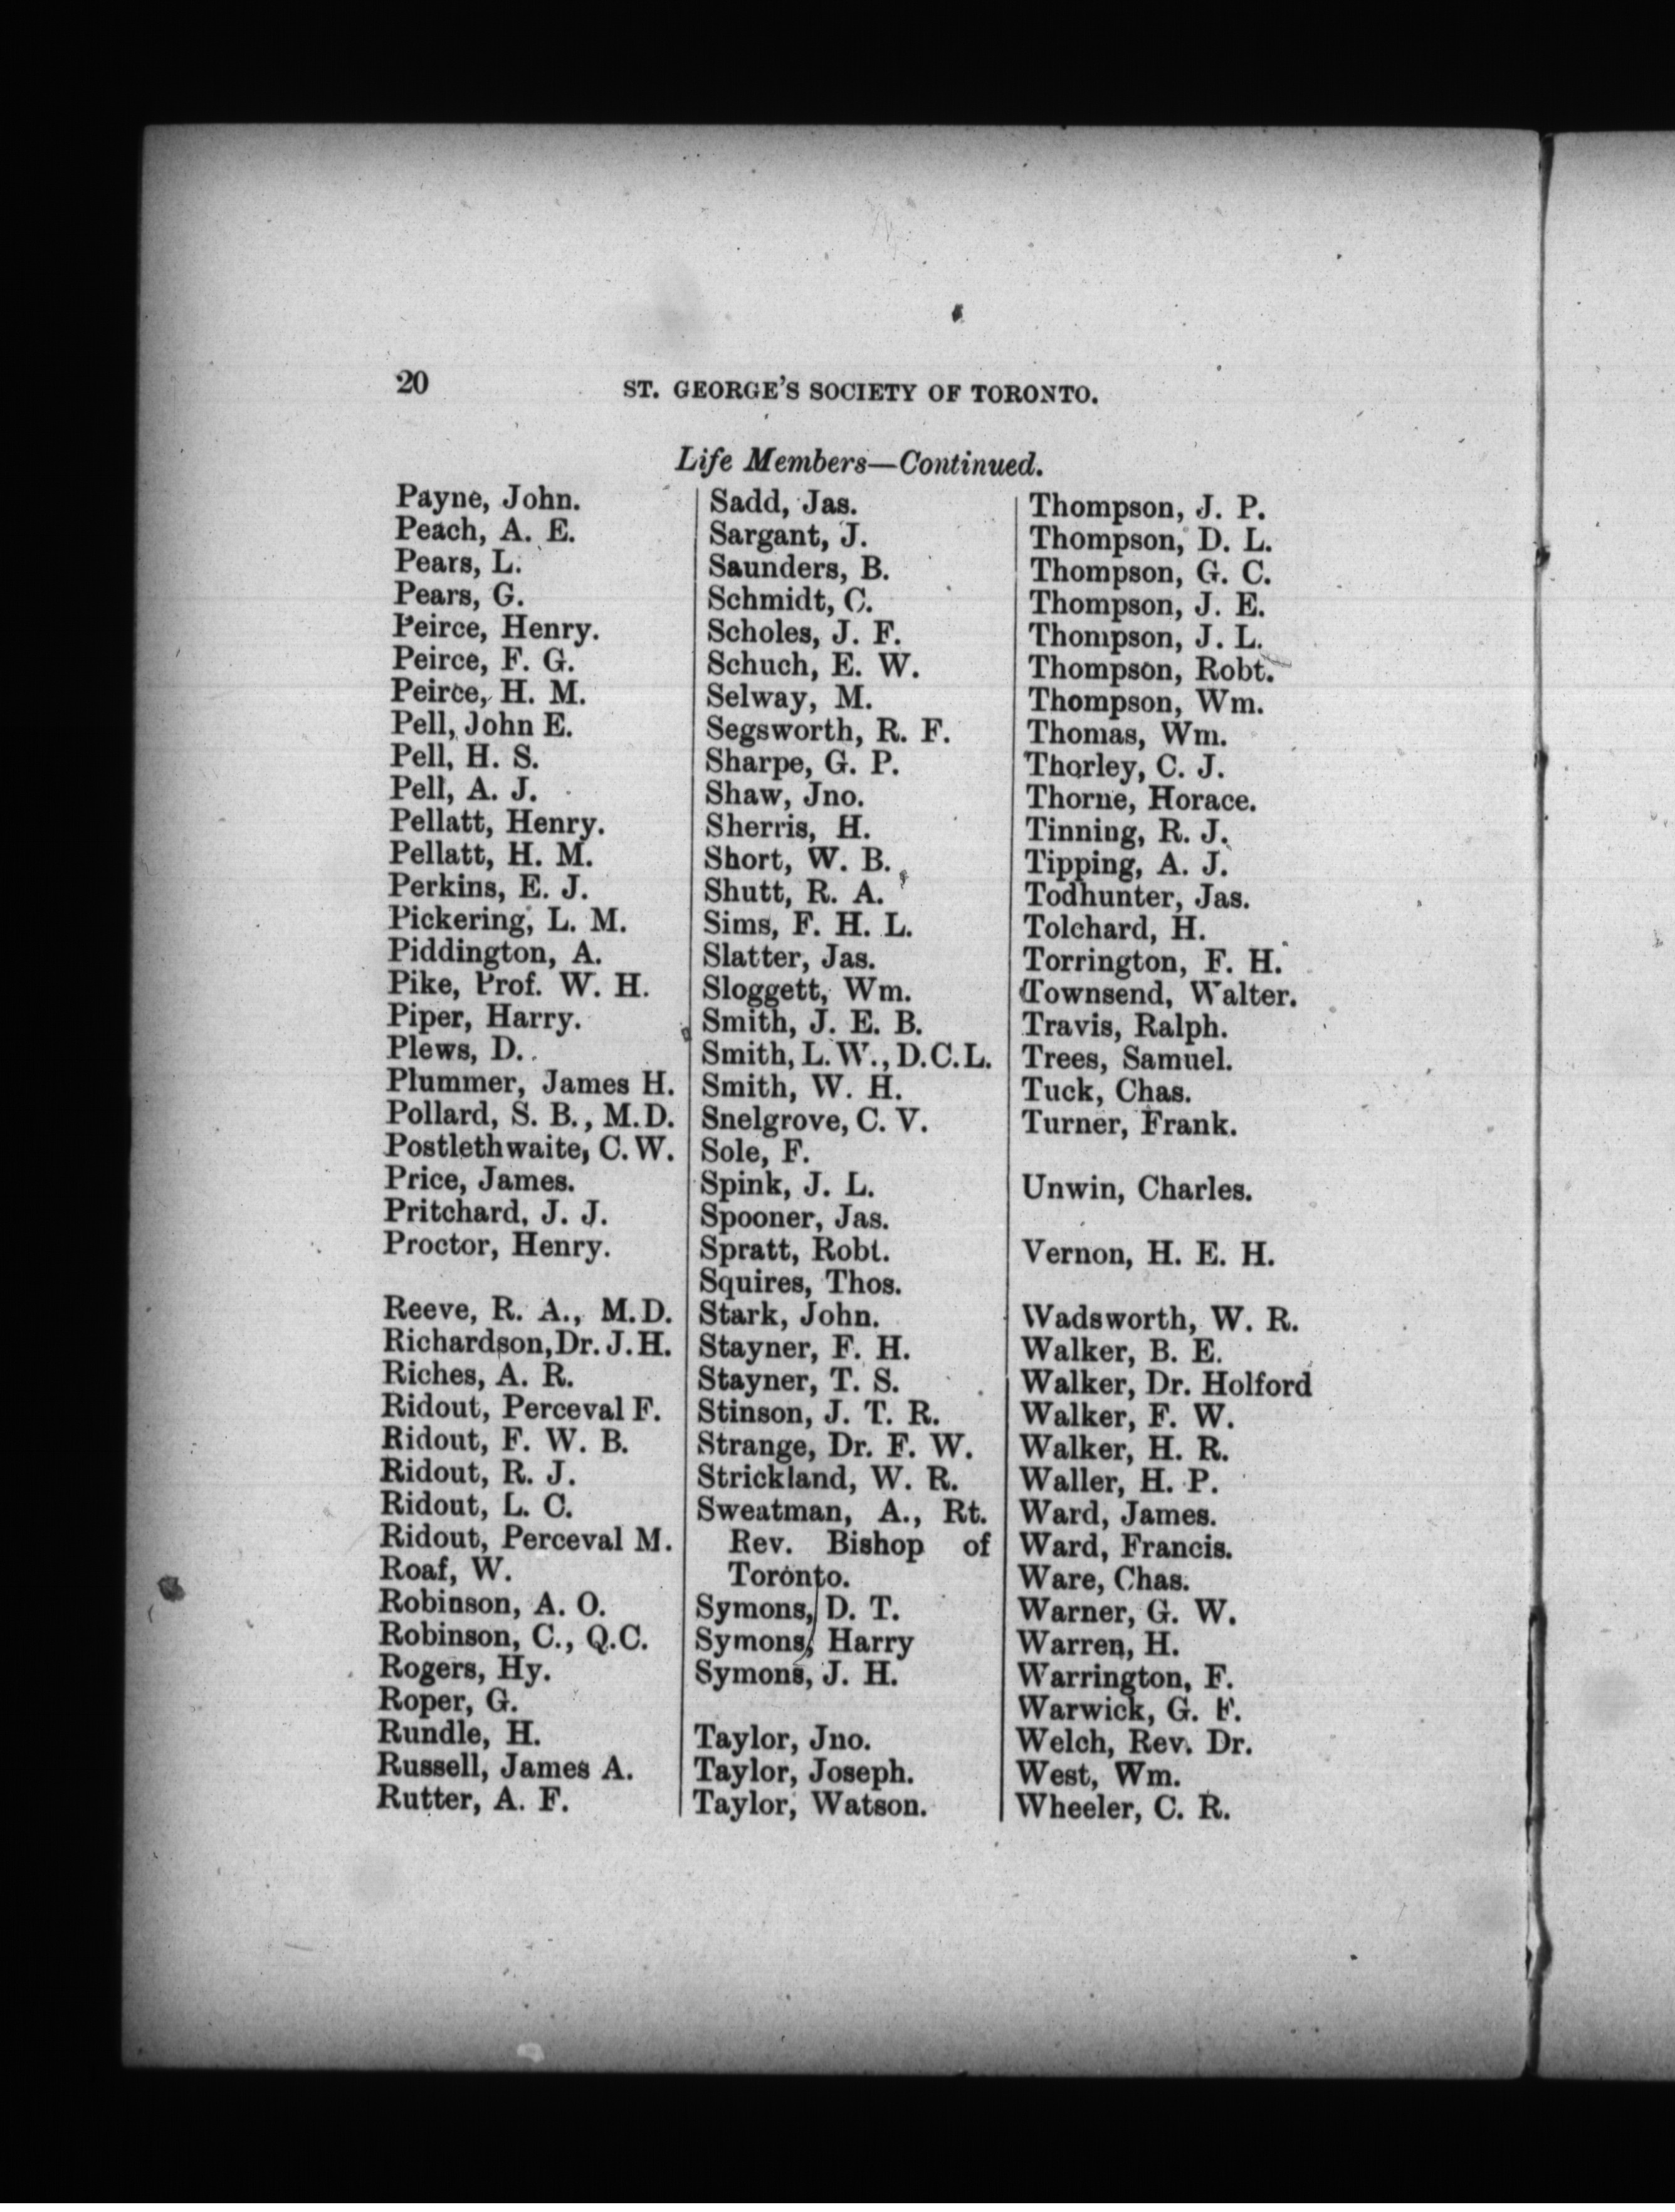 20
ST. GEORGE'S SOCIETY OF TORONTO.
Life Members—Continued.
Payne, John.
Peach, A. E.
Pears, L.
Pears, G.
Peirce, Henry.
Peirce, F. G.
Peirce, H. M.
Pell, John E.
Pell, H. S.
Pell, A. J.
Pellatt, Henry.
Pellatt, H. M.
Perkins, E. J.
Pickering, L. M.
Piddington, A.
Pike, Prof. W. H.
Piper, Harry.
Plews, D.
Plummer, James H.
Pollard, S. B., M.D.
Postlethwaite, C. W.
Price, James.
Pritchard, J. J.
Proctor, Henry.
Reeve, R. A., M.D.
Richardson, Dr. J. H.
Riches, A. R.
Ridout, Perceval F.
Ridout, F. W. B.
Ridout, R. J.
Ridout, L. C.
Ridout, Perceval M.
Roaf, W.
Robinson, A. O.
Robinson, C., Q.C.
Rogers, Hy.
Roper, G.
Rundle, H.
Russell, James A.
Rutter, A. F.
Sadd, Jas.
Sargant, J.
Saunders, B.
Schmidt, C.
Scholes, J. F.
Schuch, E. W.
Selway, M.
Segsworth, R. F.
Sharpe, G. P.
Shaw, Jno.
Sherris, H.
Short, W. B.
Shutt, R. A.
Sims, F. H. L.
Slatter, Jas.
Sloggett, Wm.
Smith, J. E. B.
Smith, L. W., D.C.L.
Smith, W. H.
Snelgrove, C. V.
Sole, F.
Spink, J. L.
Spooner, Jas.
Spratt, Robt.
Squires, Thos.
Stark, John.
Stayner, F. H.
Stayner, T. S.
Stinson, J. T. R.
Strange, Dr. F. W.
Strickland, W. R.
Sweatman, A., Rt.
Rev. Bishop of
Toronto.
Symons, D. T.
Symons, Harry
Symons, J. H.
Taylor, Jno.
Taylor, Joseph.
Taylor, Watson.
Thompson, J. P.
Thompson, D. L.
Thompson, G. C.
Thompson, J. E.
Thompson, J. L.
Thompson, Robt.
Thompson, Wm.
Thomas, Wm.
Thorley, C. J.
Thorne, Horace.
Tinning, R. J.
Tipping, A. J.
Todhunter, Jas.
Tolchard, H.
Torrington, F. H.
Townsend, Walter.
Travis, Ralph.
Trees, Samuel.
Tuck, Chas.
Turner, Frank.
Unwin, Charles.
Vernon, H. E. H.
Wadsworth, W. R.
Walker, B. E.
Walker, Dr. Holford
Walker, F. W.
Walker, H. R.
Waller, H. P.
Ward, James.
Ward, Francis.
Ware, Chas.
Warner, G. W.
Warren, H.
Warrington, F.
Warwick, G. F.
Welch, Rev. Dr.
West, Wm.
Wheeler, C. R.